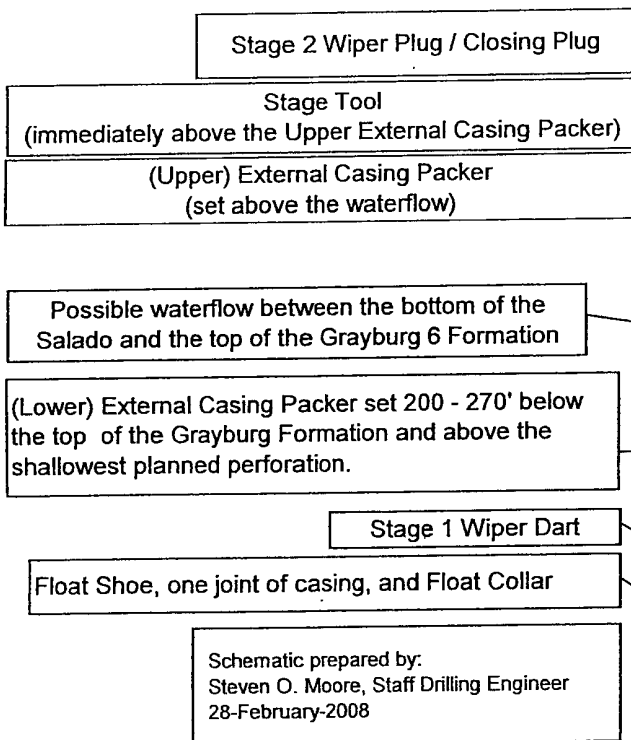 Stage 2 Wiper Plug / Closing Plug
Stage Tool
(immediately above the Upper External Casing Packer)
(Upper) External Casing Packer
(set above the waterflow)
Possible waterflow between the bottom of the
Salado and the top of the Grayburg 6 Formation
(Lower) External Casing Packer set 200 - 270' below
the top of the Grayburg Formation and above the
shallowest planned perforation.
Stage 1 Wiper Dart
Float Shoe, one joint of casing, and Float Collar
Schematic prepared by:
Steven O. Moore, Staff Drilling Engineer
28-February-2008